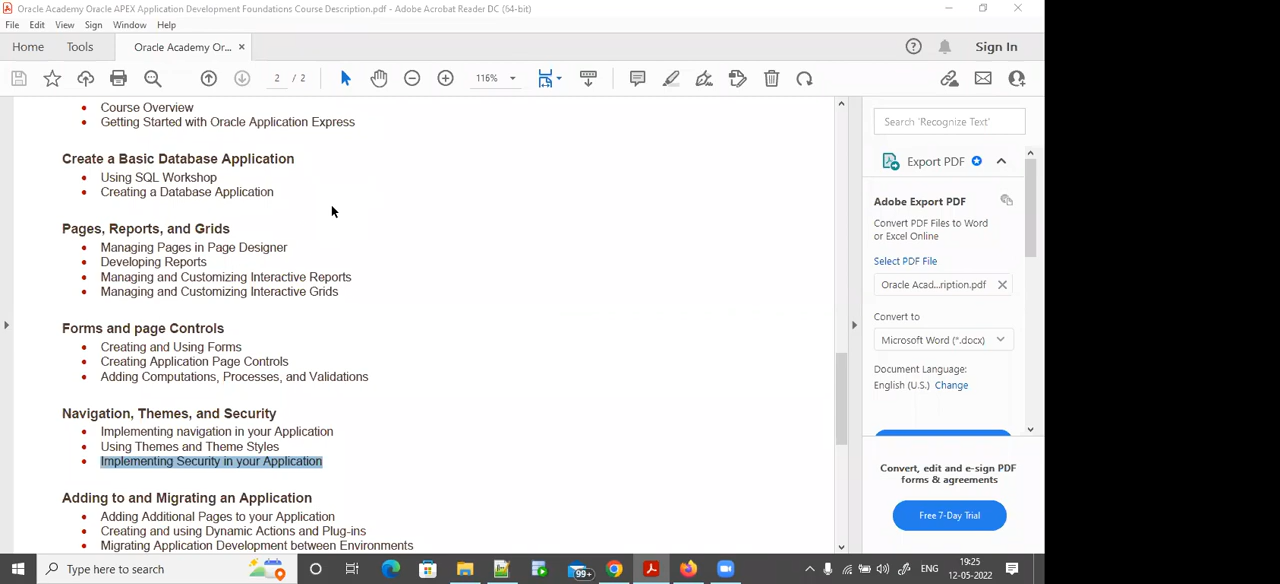 Oracle Academy Oracle APEX Application Development Foundations Course Description.pdf - Adobe Acrobat Reader DC (64-bit)
File Edit View Sign Window Help
Home Tools Oracle Academy Or... × Sign In
2 / 2 116%
Course Overview
Getting Started with Oracle Application Express
Create a Basic Database Application
Using SQL Workshop
Creating a Database Application
Pages, Reports, and Grids
Managing Pages in Page Designer
Developing Reports
Managing and Customizing Interactive Reports
Managing and Customizing Interactive Grids
Forms and page Controls
Creating and Using Forms
Creating Application Page Controls
Adding Computations, Processes, and Validations
Navigation, Themes, and Security
Implementing navigation in your Application
Using Themes and Theme Styles
Implementing Security in your Application
Adding to and Migrating an Application
Adding Additional Pages to your Application
Creating and using Dynamic Actions and Plug-ins
Migrating Application Development between Environments
Search 'Recognize Text'
Export PDF
Adobe Export PDF
Convert PDF Files to Word
or Excel Online
Select PDF File
Oracle Acad...ription.pdf
Convert to
Microsoft Word (*.docx)
Document Language:
English (U.S.) Change
Convert, edit and e-sign PDF
forms & agreements
Free 7-Day Trial
Type here to search
99+
ENG
19:25
12-05-2022